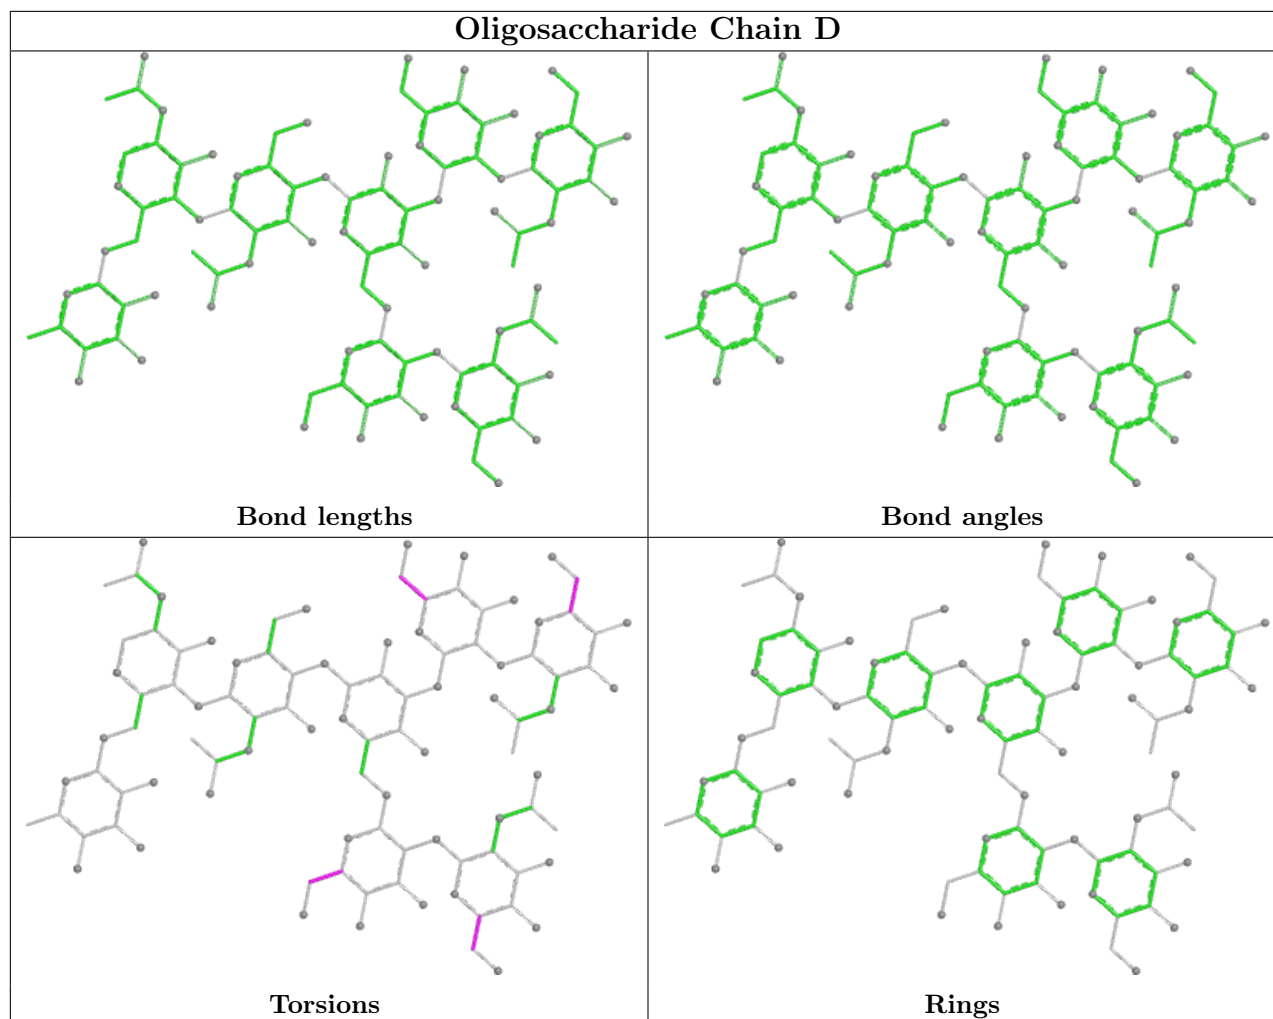 Oligosaccharide Chain D
Bond lengths
Bond angles
Torsions
Rings